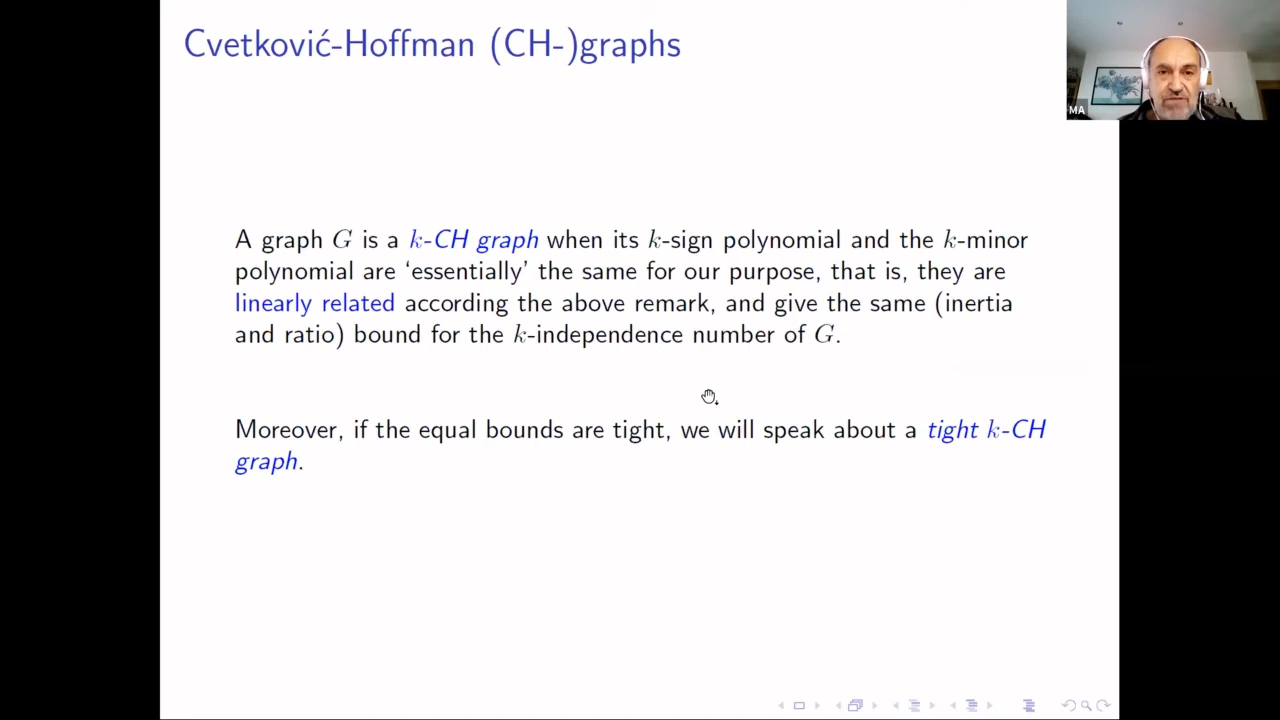 Cvetković-Hoffman (CH-)graphs
MA
A graph G is a k-CH graph when its k-sign polynomial and the k-minor
polynomial are ‘essentially’ the same for our purpose, that is, they are
linearly related according the above remark, and give the same (inertia
and ratio) bound for the k-independence number of G.
Moreover, if the equal bounds are tight, we will speak about a tight k-CH
graph.